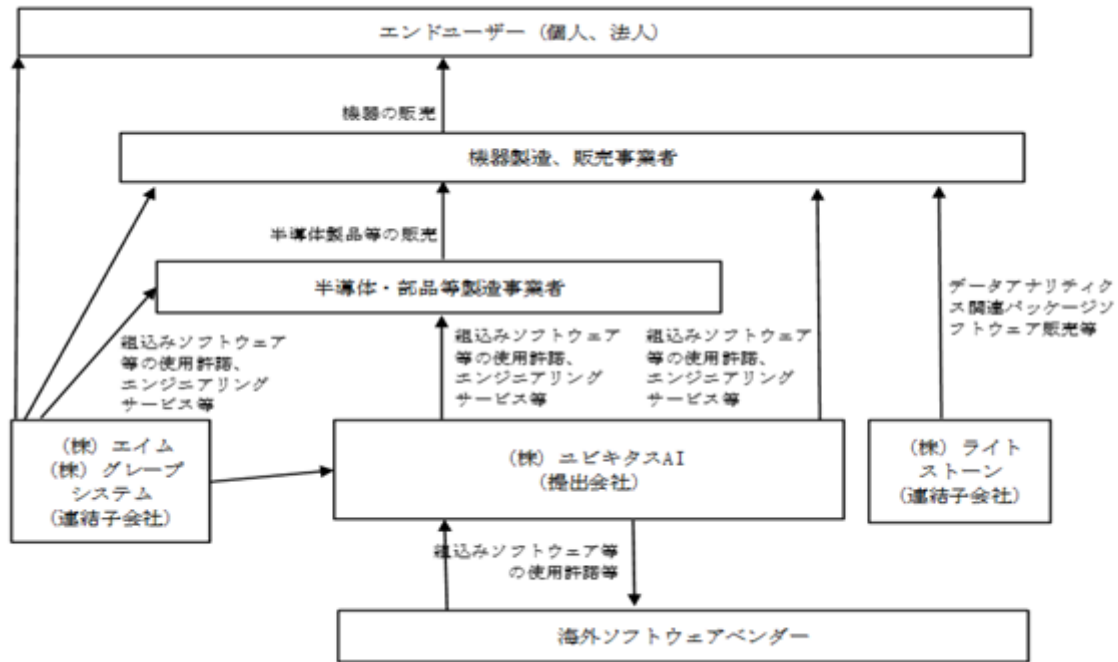 エンドユーザー（個人、法人）
機器の販売
機器製造、販売事業者
半導体製品等の販売
半導体・部品等製造事業者
データアナリティク
ス関連パッケージソ
フトウェア販売等
組込みソフトウェア
等の使用許諾、
エンジニアリング
サービス等
組込みソフトウェア
等の使用許諾、
エンジニアリング
サービス等
組込みソフトウェア
等の使用許諾、
エンジニアリング
サービス等
（株）エイム
（株）グレープ
システム
（連結子会社）
（株）ユビキタスAI
（提出会社）
（株）ライト
ストーン
（連結子会社）
組込みソフトウェア等
の使用許諾等
海外ソフトウェアベンダー